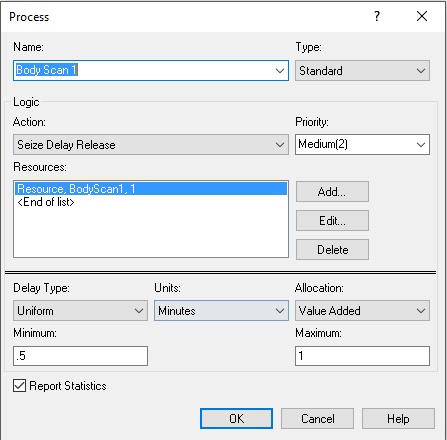 Process
? X
Name:
Type:
Body Scan 1
Standard
Logic
Action:
Priority:
Seize Delay Release
Medium(2)
Resources:
Resource, BodyScan1, 1
<End of list>
Add...
Edit...
Delete
Delay Type:
Units:
Allocation:
Uniform
Minutes
Value Added
Minimum:
Maximum:
.5
1
Report Statistics
OK
Cancel
Help